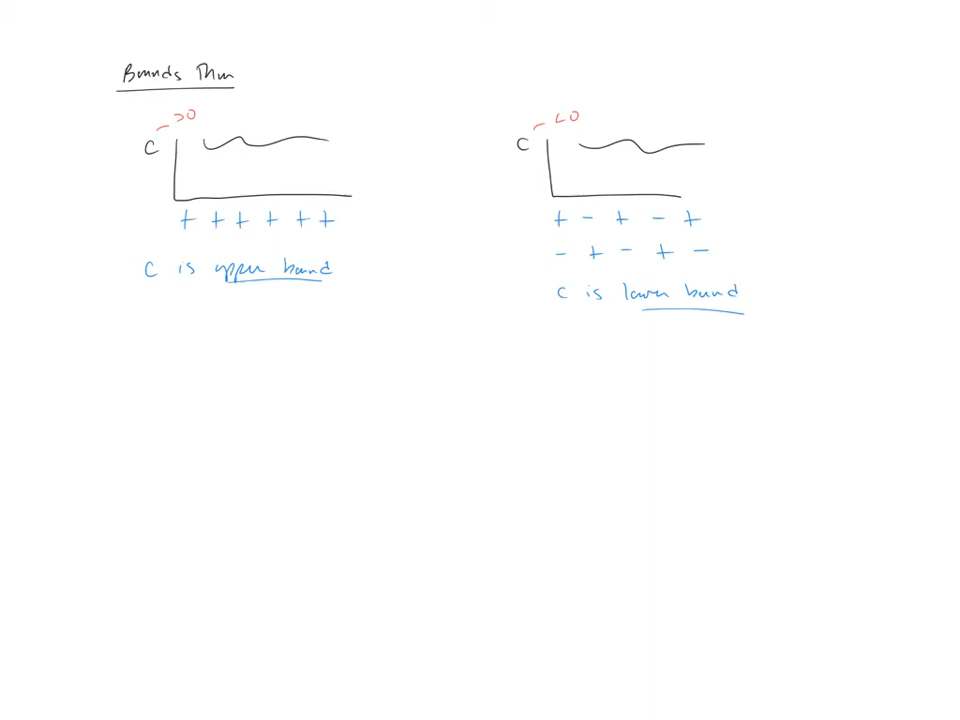 Bounds Thm
>0
C
+ + + + + +
C is upper bound
<0
C
+ - + - +
- + - + -
C is lower bound